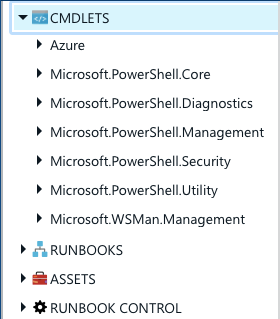 CMDLETS
Azure
Microsoft.PowerShell.Core
Microsoft.PowerShell.Diagnostics
Microsoft.PowerShell.Management
Microsoft.PowerShell.Security
Microsoft.PowerShell.Utility
Microsoft.WSMan.Management
RUNBOOKS
ASSETS
RUNBOOK CONTROL